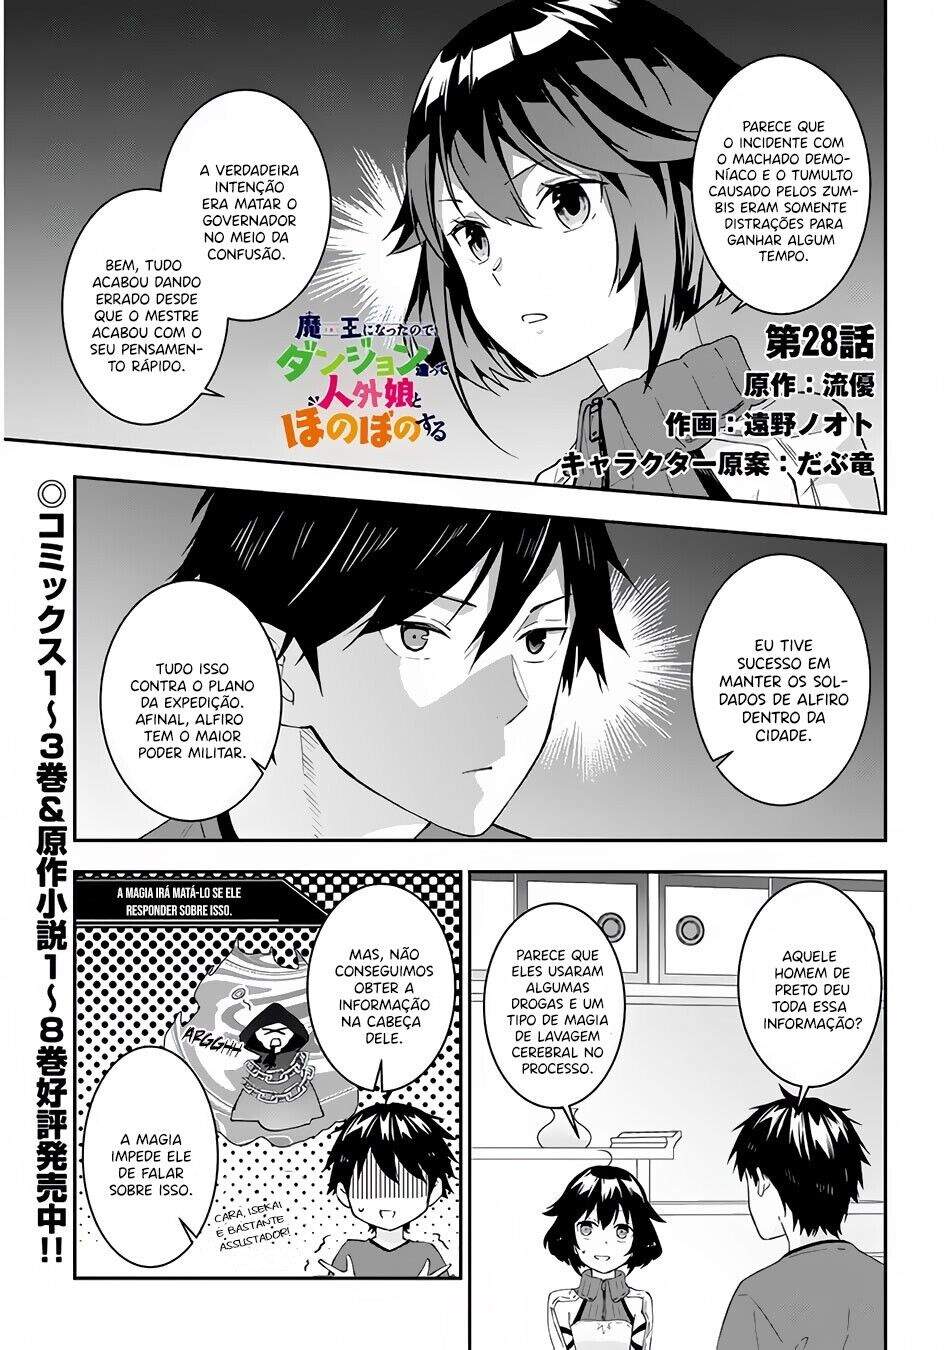 PARECE QUE
O INCIDENTE COM
O MACHADO DEMO-
NÍACO E O TUMULTO
CAUSADO PELOS ZUM-
BIS ERAM SOMENTE
DISTRAÇÕES PARA
GANHAR ALGUM
TEMPO.
A VERDADEIRA
INTENÇÃO
ERA MATAR O
GOVERNADOR
NO MEIO DA
CONFUSÃO.
BEM, TUDO
ACABOU DANDO
ERRADO DESDE
QUE O MESTRE
ACABOU COM O
SEU PENSAMEN-
TO RÁPIDO.
魔王になったので、
ダンジョン造って
人外娘と
ほのぼのする
第28話
原作：流優
作画：遠野ノオト
キャラクター原案：だぶ竜
◎コミックス1～3巻&原作小説1～8巻好評発売中!!
EU TIVE
SUCESSO EM
MANTER OS SOL-
DADOS DE ALFIRO
DENTRO DA
CIDADE.
TUDO ISSO
CONTRA O PLANO
DA EXPEDIÇÃO.
AFINAL, ALFIRO
TEM O MAIOR
PODER MILITAR.
AQUELE
HOMEM DE
PRETO DEU
TODA ESSA
INFORMAÇÃO?
PARECE QUE
ELES USARAM
ALGUMAS
DROGAS E UM
TIPO DE MAGIA
DE LAVAGEM
CEREBRAL NO
PROCESSO.
A MAGIA IRÁ MATÁ-LO SE ELE
RESPONDER SOBRE ISSO.
MAS, NÃO
CONSEGUIMOS
OBTER A
INFORMAÇÃO
NA CABEÇA
DELE.
ARGGHH
A MAGIA
IMPEDE ELE
DE FALAR
SOBRE ISSO.
CARA, ISEKAI
É BASTANTE
ASSUSTADOR!